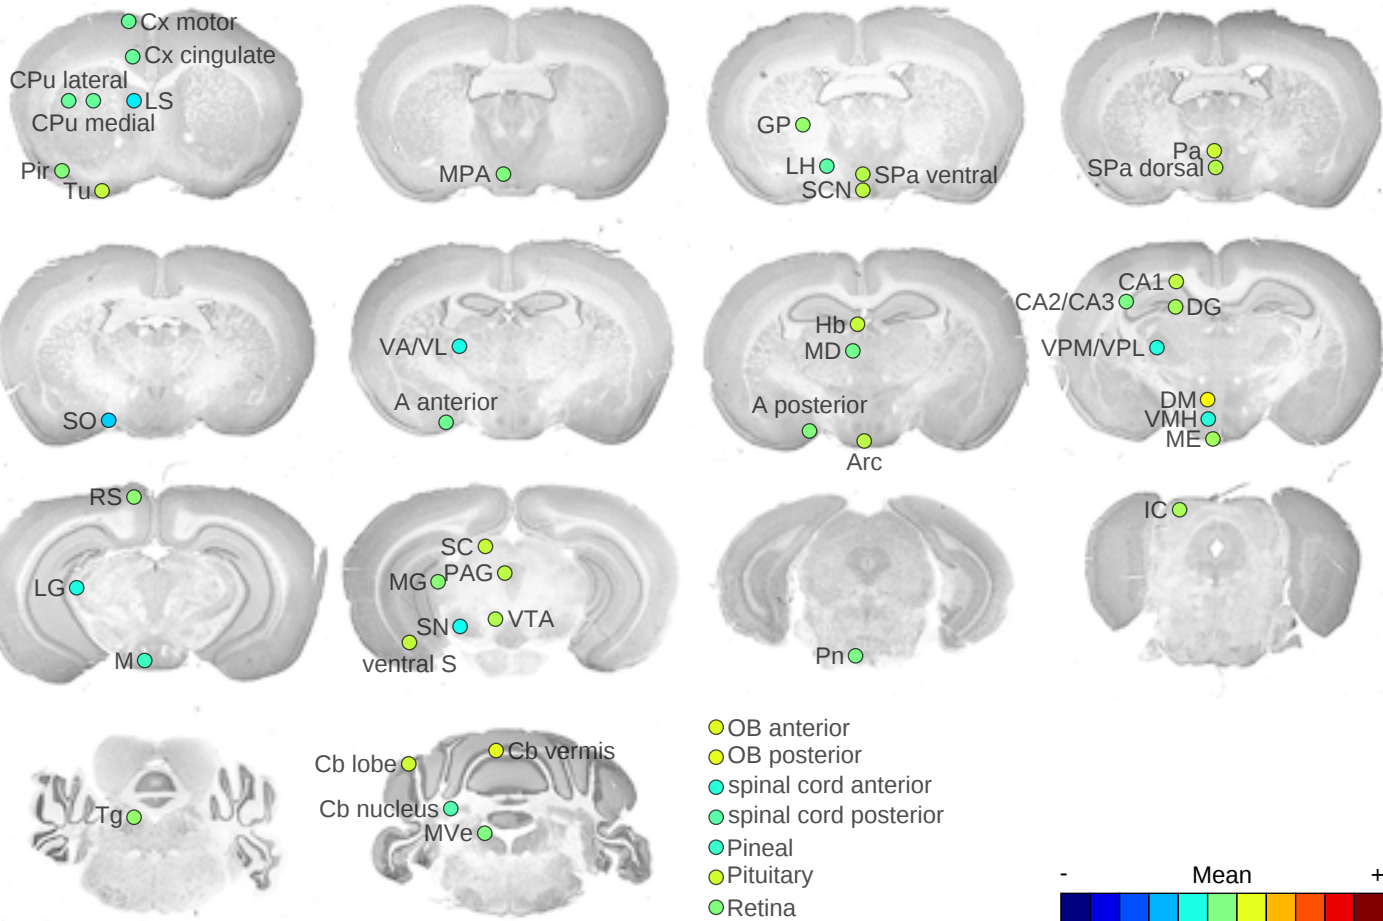 Cx motor
Cx cingulate
CPu lateral
LS
CPu medial
Pir
Tu
MPA
GP
LH
SPa ventral
SCN
Pa
SPa dorsal
SO
VA/VL
A anterior
Hb
MD
A posterior
Arc
CA1
CA2/CA3
DG
VPM/VPL
DM
VMH
ME
RS
LG
M
SC
PAG
MG
VTA
SN
ventral S
Pn
IC
Tg
Cb lobe
Cb vermis
Cb nucleus
MVe
OB anterior
OB posterior
spinal cord anterior
spinal cord posterior
Pineal
Pituitary
Retina
- Mean +